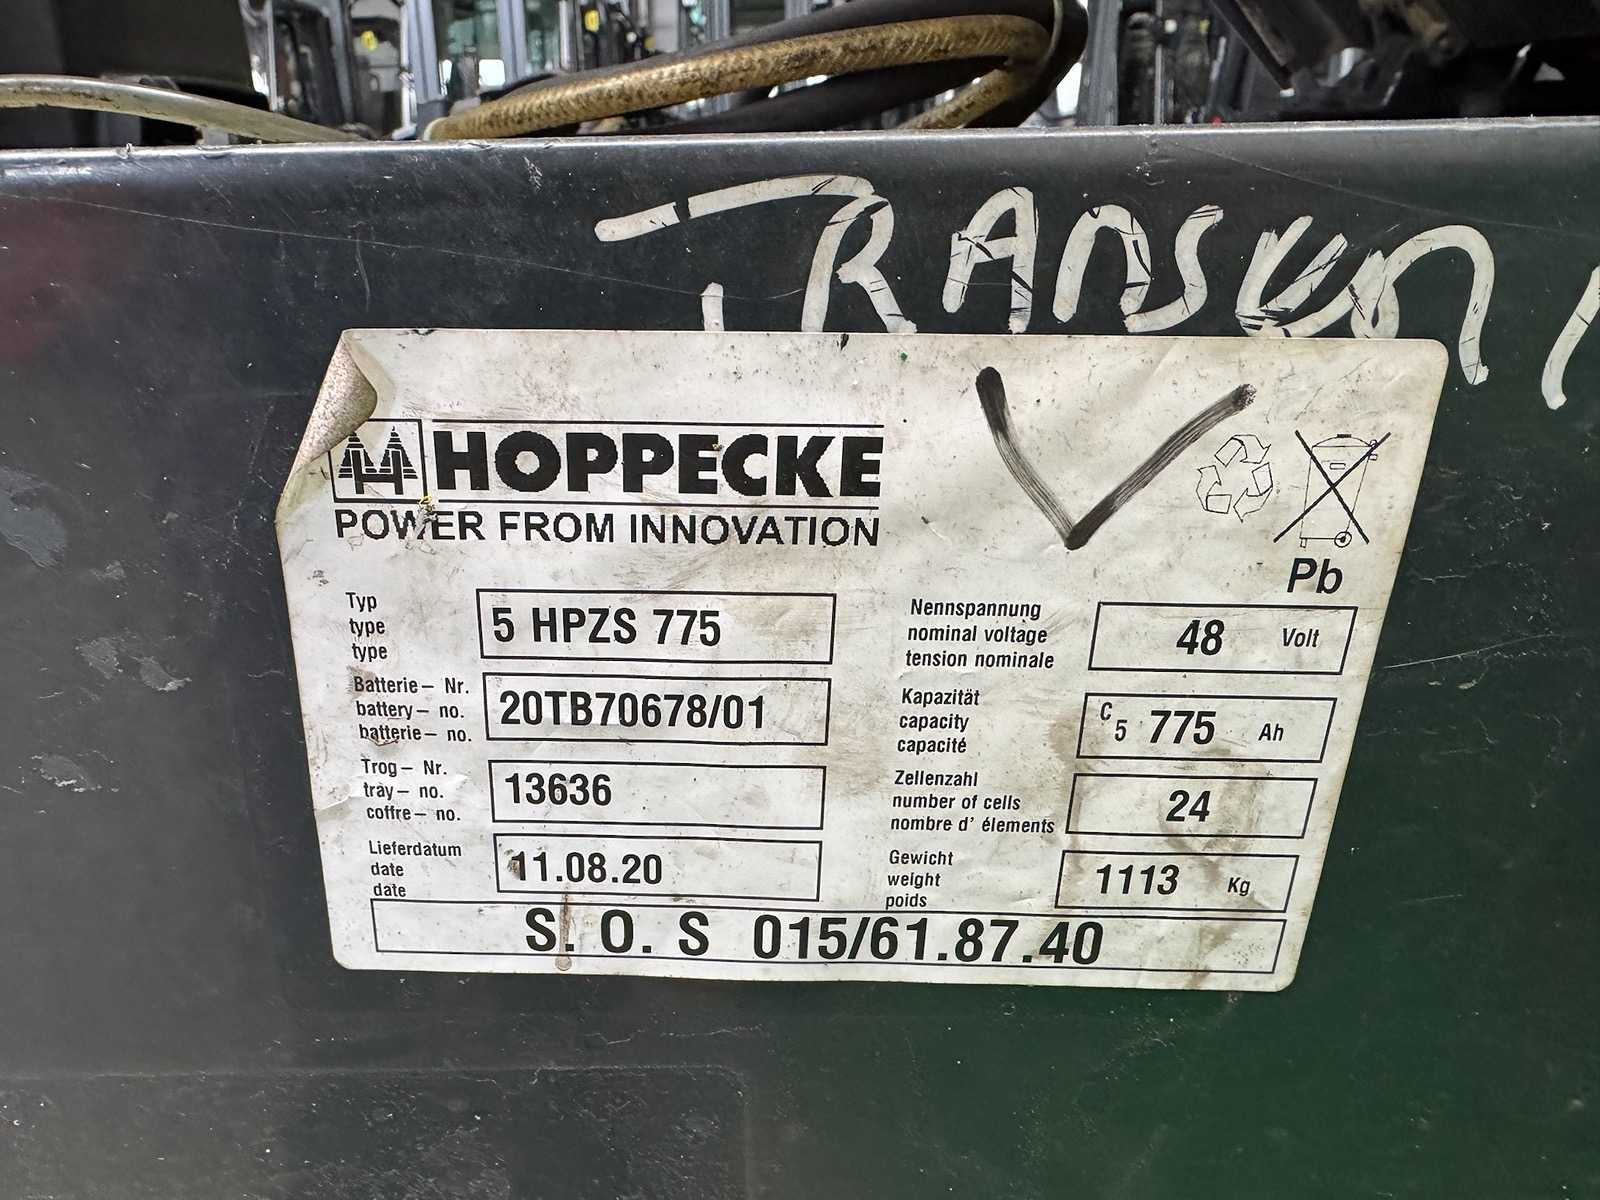 HOPPECKE
POWER FROM INNOVATION
Pb
Typ
type
type
5 HPZS 775
Batterie– Nr.
battery– no.
batterie– no.
20TB70678/01
Trog– Nr.
tray– no.
coffre– no.
13636
Lieferdatum
date
date
11.08.20
Nennspannung
nominal voltage
tension nominale
48 Volt
Kapazität
capacity
capacité
C5 775 Ah
Zellenzahl
number of cells
nombre d' élements
24
Gewicht
weight
poids
1113 Kg
S. O. S 015/61.87.40